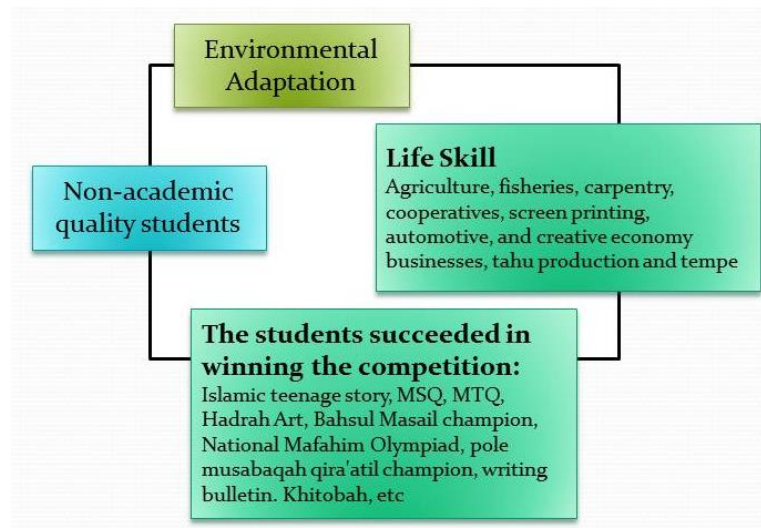 Environmental
Adaptation
Life Skill
Agriculture, fisheries, carpentry,
cooperatives, screen printing,
automotive, and creative economy
businesses, tahu production and tempe
Non-academic
quality students
The students succeeded in
winning the competition:
Islamic teenage story, MSQ, MTQ,
Hadrah Art, Bahsul Masail champion,
National Mafahim Olympiad, pole
musabaqah qira'atil champion, writing
bulletin. Khitobah, etc